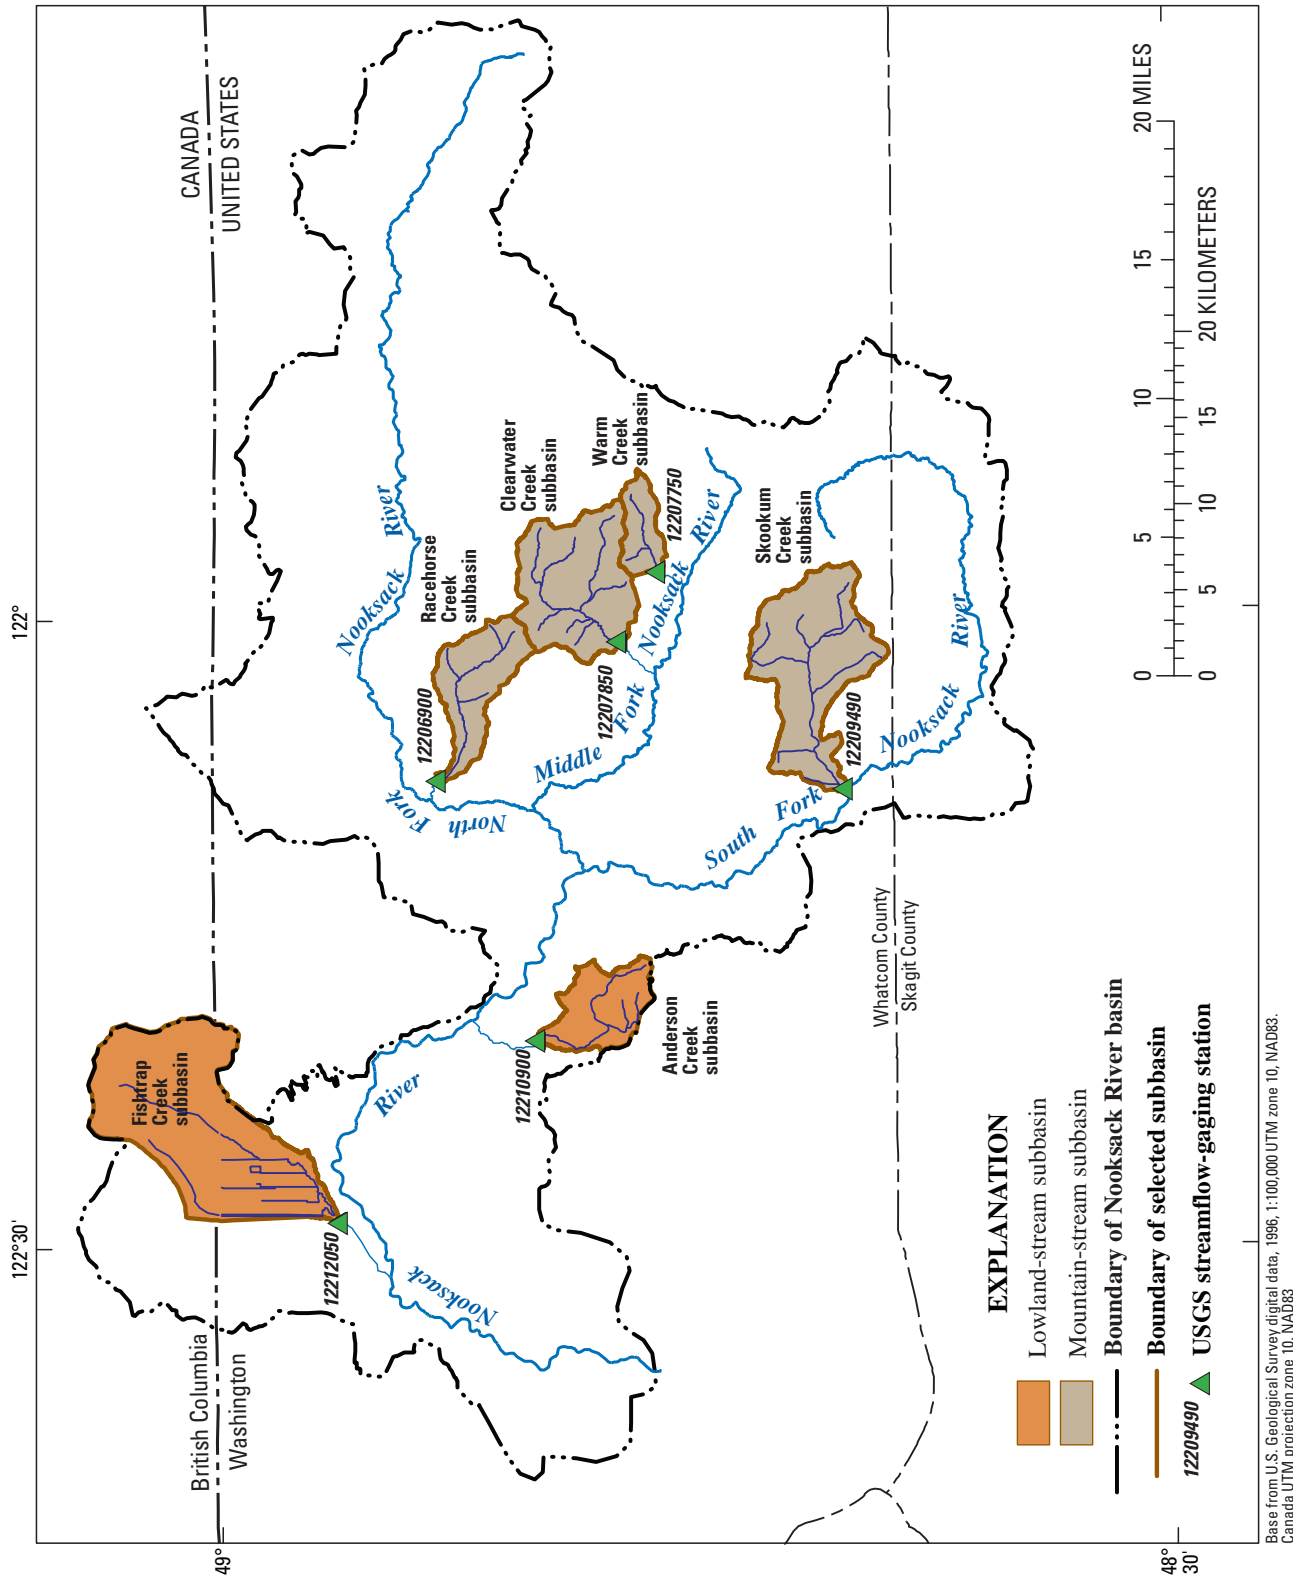 122°30'
122°
49°
48°
30'
British Columbia
Washington
CANADA
UNITED STATES
Fishtrap
Creek
subbasin
12212050
Nooksack
River
12210900
Anderson
Creek
subbasin
North
Fork
Nooksack
River
12206900
Racehorse
Creek
subbasin
Clearwater
Creek
subbasin
Warm
Creek
subbasin
12207750
12207850
Middle
Fork
Nooksack
River
Skookum
Creek
subbasin
12209490
South
Fork
Nooksack
River
Whatcom County
Skagit County
0 5 10 15 20 MILES
0 5 10 15 20 KILOMETERS
EXPLANATION
Lowland-stream subbasin
Mountain-stream subbasin
Boundary of Nooksack River basin
Boundary of selected subbasin
12209490 USGS streamflow-gaging station
Base from U.S. Geological Survey digital data, 1996, 1:100,000 UTM zone 10, NAD83.
Canada UTM projection zone 10, NAD83